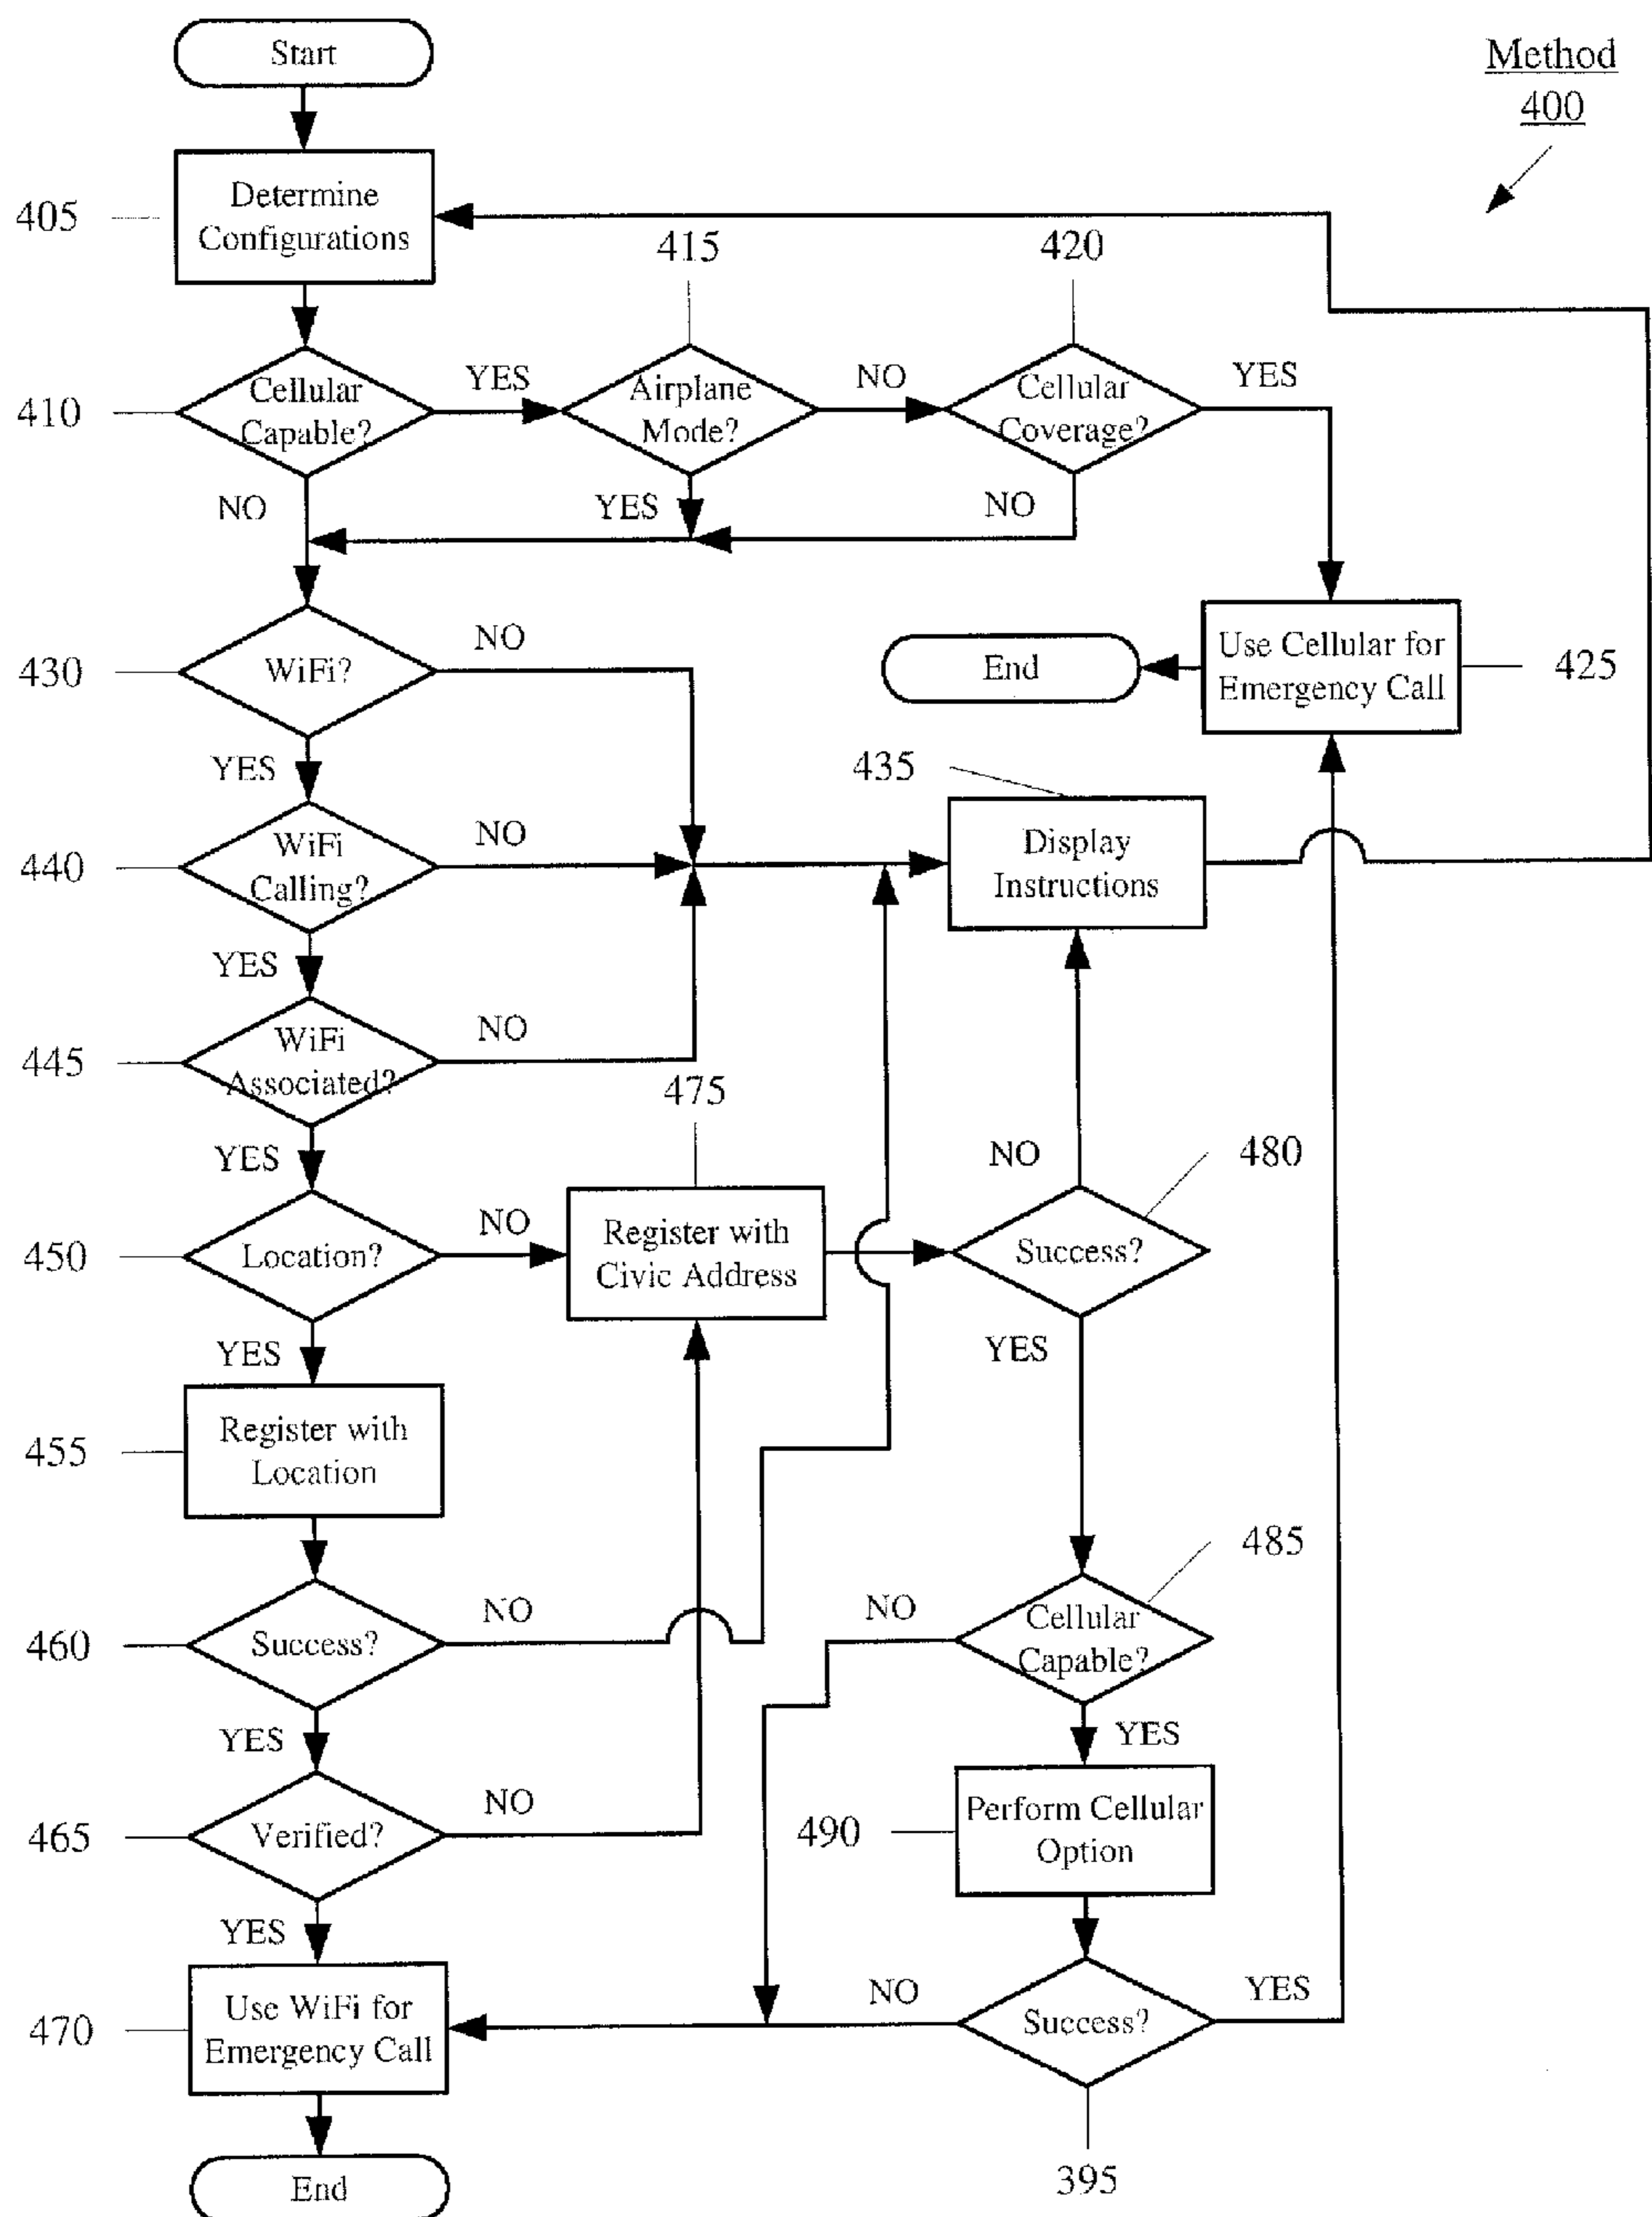 Start
Method
400
405
Determine
Configurations
415
420
410
Cellular
Capable?
YES
Airplane
Mode?
NO
Cellular
Coverage?
YES
NO
YES
NO
430
WiFi?
NO
End
Use Cellular for
Emergency Call
425
YES
435
440
WiFi
Calling?
NO
Display
Instructions
YES
445
WiFi
Associated?
NO
475
YES
NO
480
450
Location?
NO
Register with
Civic Address
Success?
YES
YES
455
Register with
Location
485
460
Success?
NO
NO
Cellular
Capable?
YES
YES
465
Verified?
NO
490
Perform Cellular
Option
YES
470
Use WiFi for
Emergency Call
NO
Success?
YES
395
End